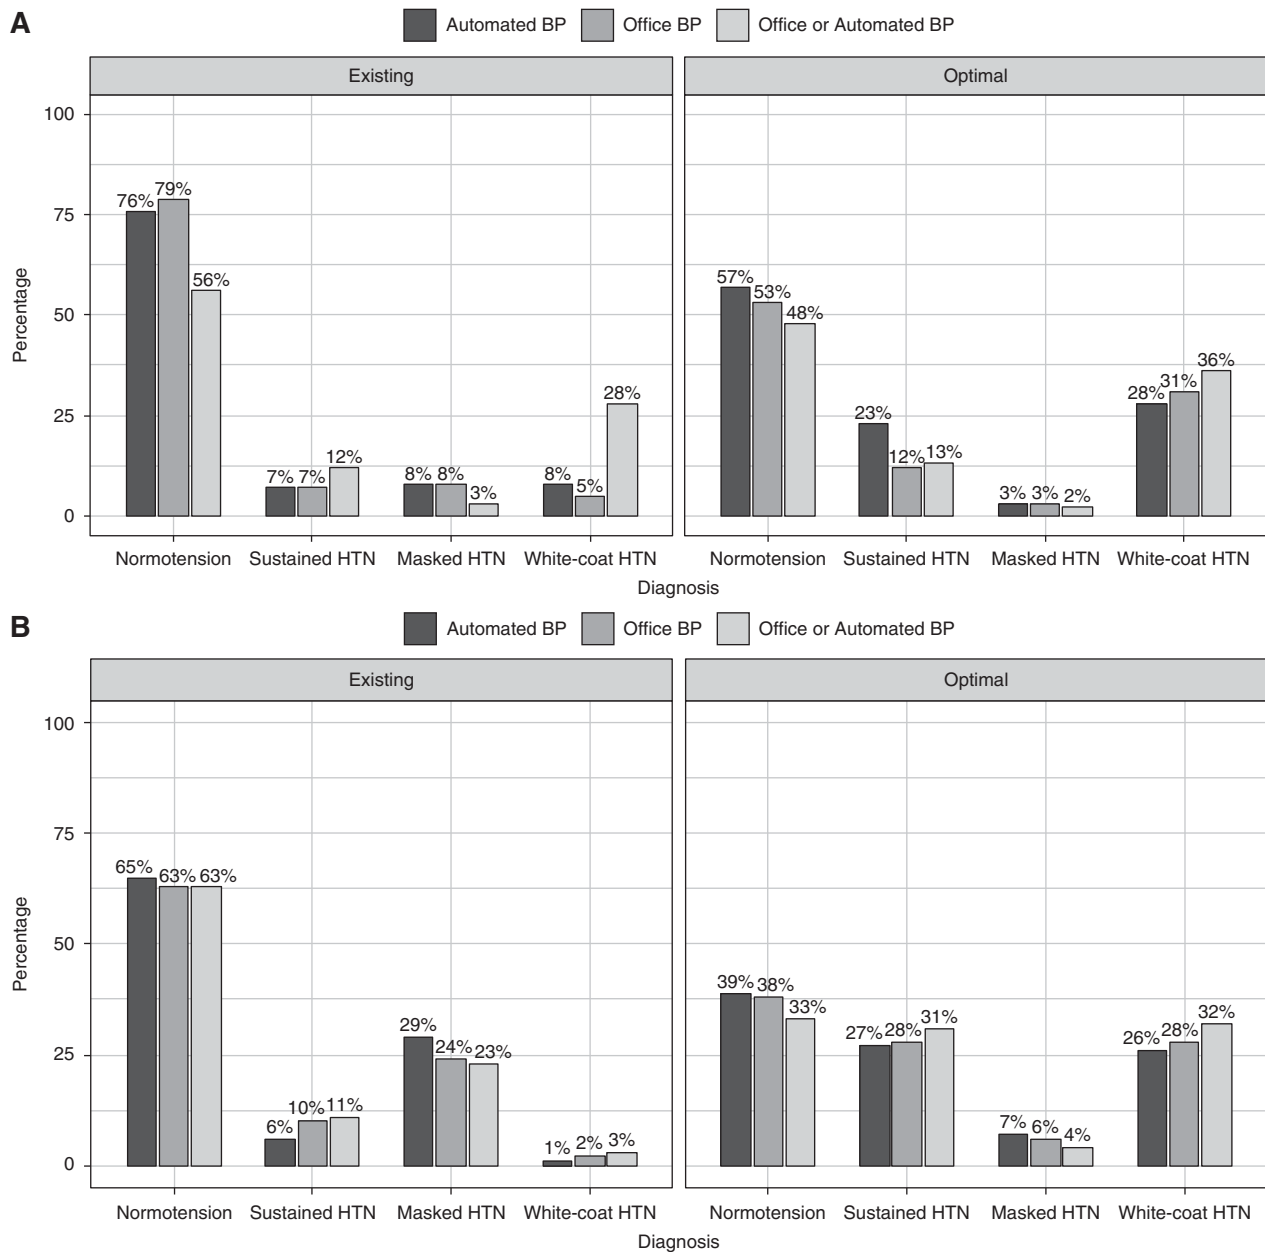 A
Automated BP Office BP Office or Automated BP
Existing Optimal
100
75
50
25
0
Percentage
76% 79% 56% 7% 7% 12% 8% 8% 3% 8% 5% 28%
57% 53% 48% 23% 12% 13% 3% 3% 2% 28% 31% 36%
Normotension Sustained HTN Masked HTN White-coat HTN Normotension Sustained HTN Masked HTN White-coat HTN
Diagnosis
B
Automated BP Office BP Office or Automated BP
Existing Optimal
100
75
50
25
0
Percentage
65% 63% 63% 6% 10% 11% 29% 24% 23% 1% 2% 3%
39% 38% 33% 27% 28% 31% 7% 6% 4% 26% 28% 32%
Normotension Sustained HTN Masked HTN White-coat HTN Normotension Sustained HTN Masked HTN White-coat HTN
Diagnosis